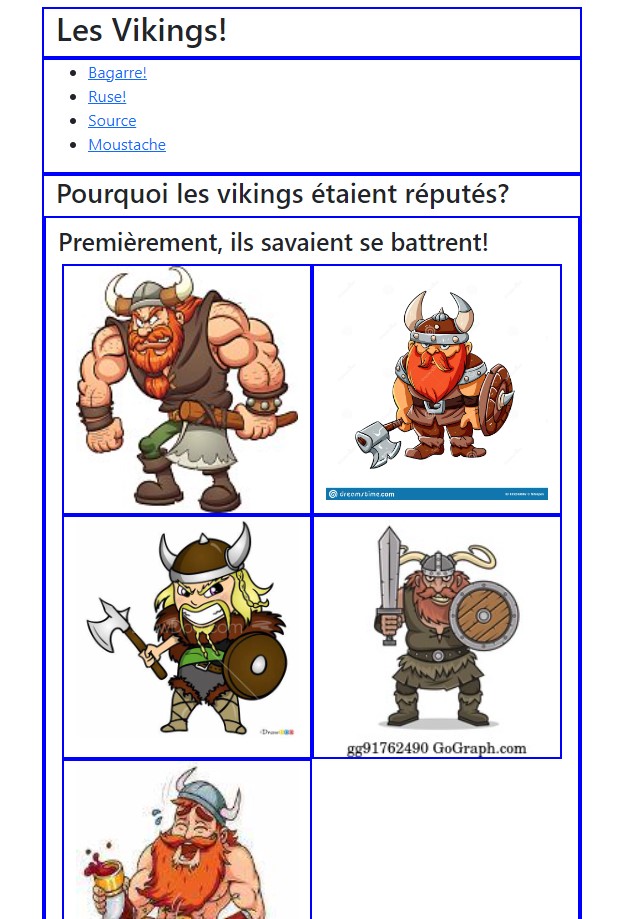 Les Vikings!
Bagarre!
Ruse!
Source
Moustache
Pourquoi les vikings étaient réputés?
Premièrement, ils savaient se battrent!
dreamstime.com
gg91762490 GoGraph.com